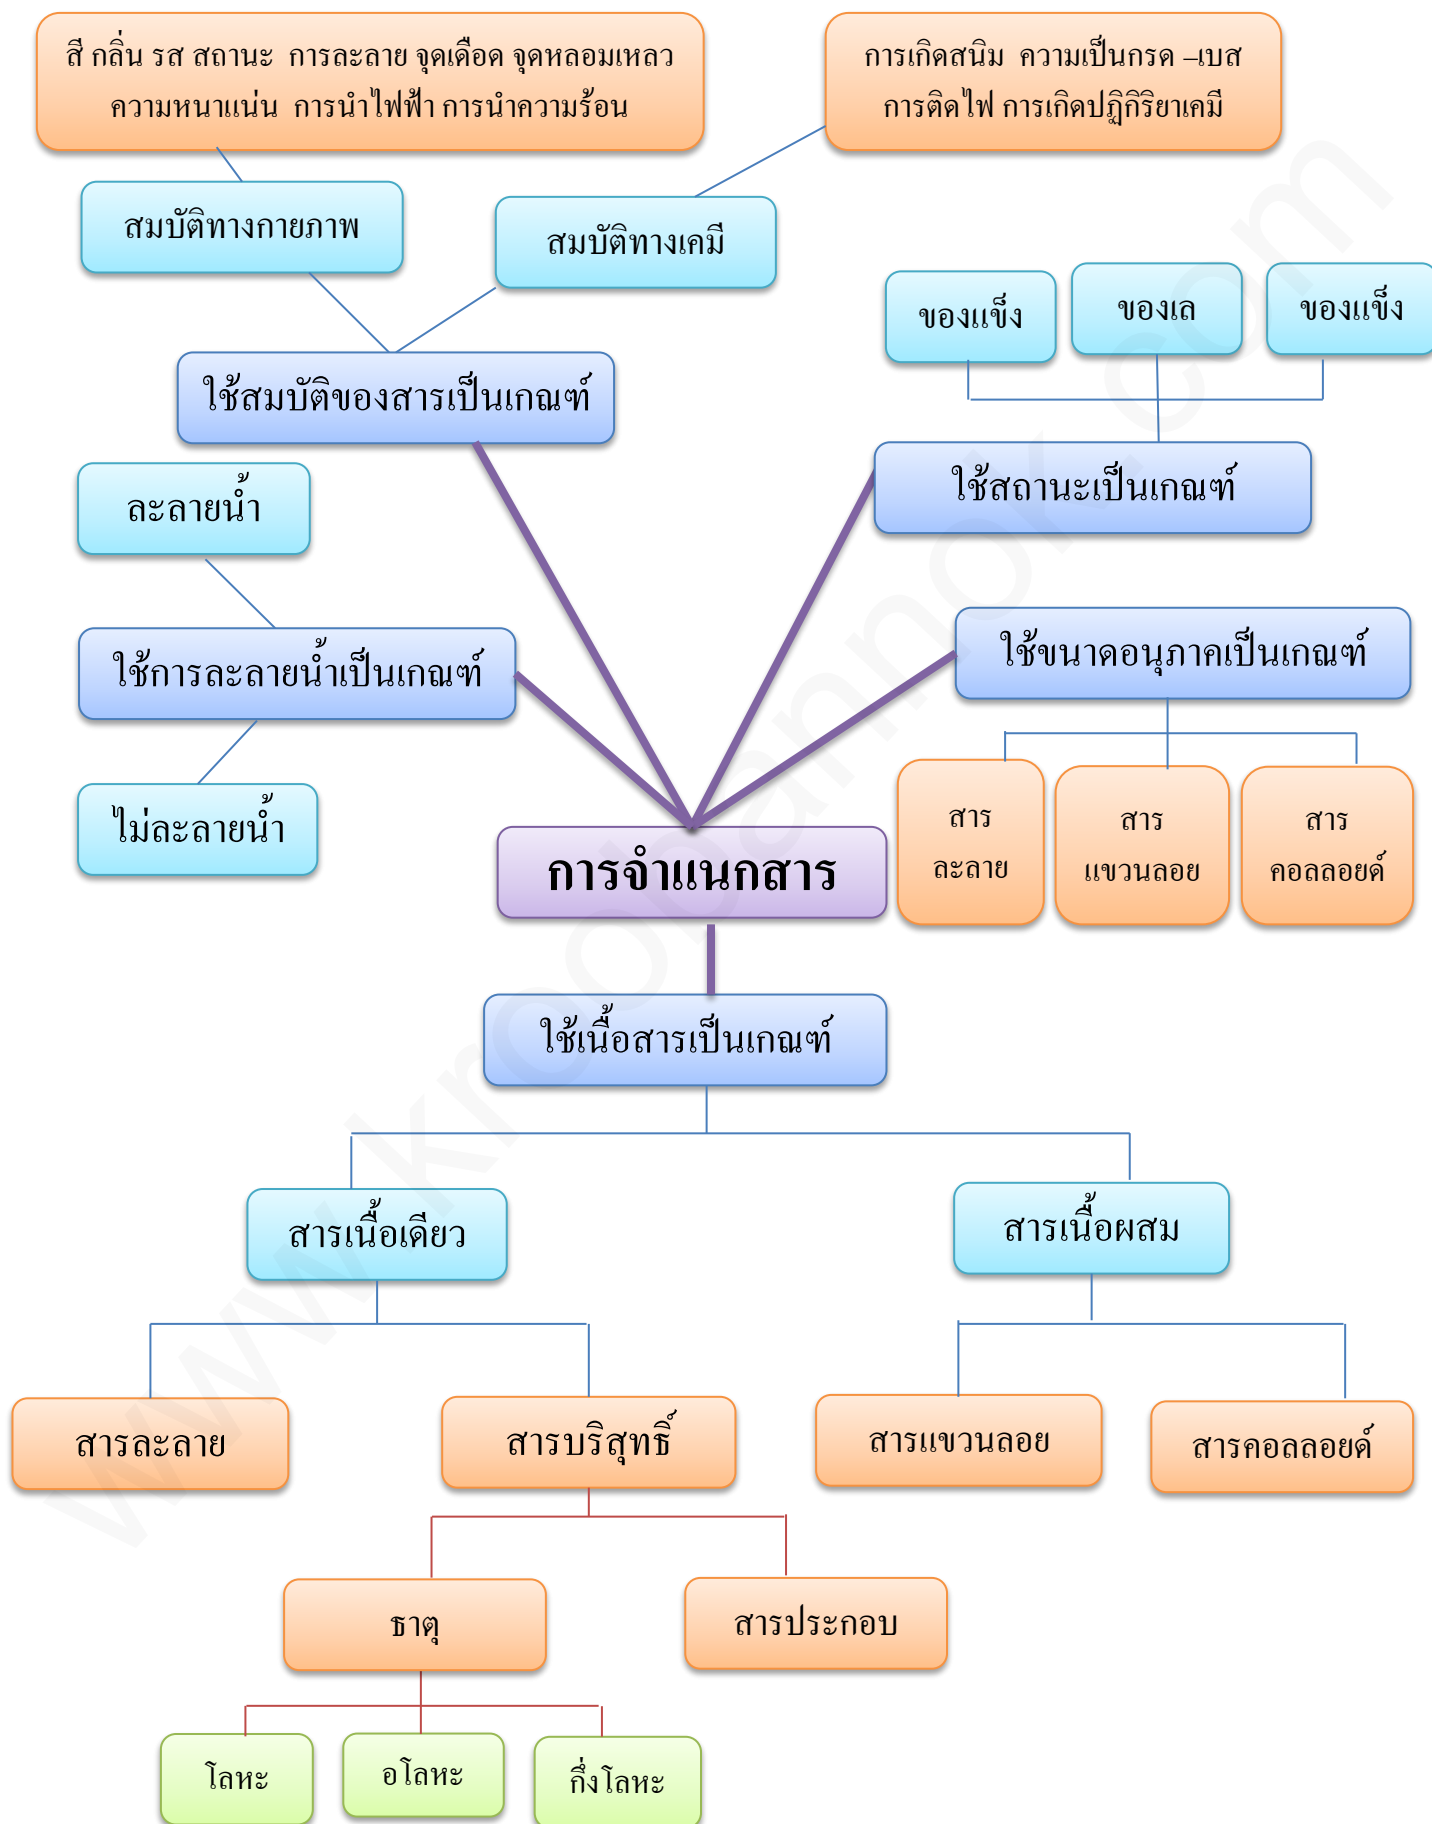 สี กลิ่น รส สถานะ การละลาย จุดเดือด จุดหลอมเหลว
ความหนาแน่น การนำไฟฟ้า การนำความร้อน
การเกิดสนิม ความเป็นกรด –เบส
การติดไฟ การเกิดปฏิกิริยาเคมี
สมบัติทางกายภาพ
สมบัติทางเคมี
ของแข็ง
ของเล
ของแข็ง
ใช้สมบัติของสารเป็นเกณฑ์
ใช้สถานะเป็นเกณฑ์
ละลายน้ำ
ใช้การละลายน้ำเป็นเกณฑ์
ใช้ขนาดอนุภาคเป็นเกณฑ์
ไม่ละลายน้ำ
สาร
ละลาย
สาร
แขวนลอย
สาร
คอลลอยด์
การจำแนกสาร
ใช้เนื้อสารเป็นเกณฑ์
สารเนื้อเดียว
สารเนื้อผสม
สารละลาย
สารบริสุทธิ์
สารแขวนลอย
สารคอลลอยด์
ธาตุ
สารประกอบ
โลหะ
อโลหะ
กึ่งโลหะ
www.kroobannok.com